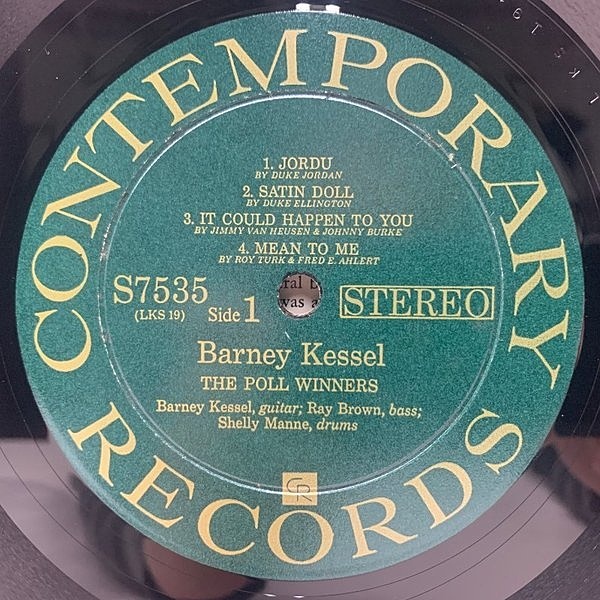 CONTEMPORARY
1. JORDU
BY DUKE JORDAN
2. SATIN DOLL
BY DUKE ELLINGTON
3. IT COULD HAPPEN TO YOU
BY JIMMY VAN HEUSEN & JOHNNY BURKE
4. MEAN TO ME
BY ROY TURK & FRED E. AHLERT
S7535
(LKS 19)
Side 1
STEREO
Barney Kessel
THE POLL WINNERS
Barney Kessel, guitar; Ray Brown, bass;
Shelly Manne, drums
CR
RECORDS